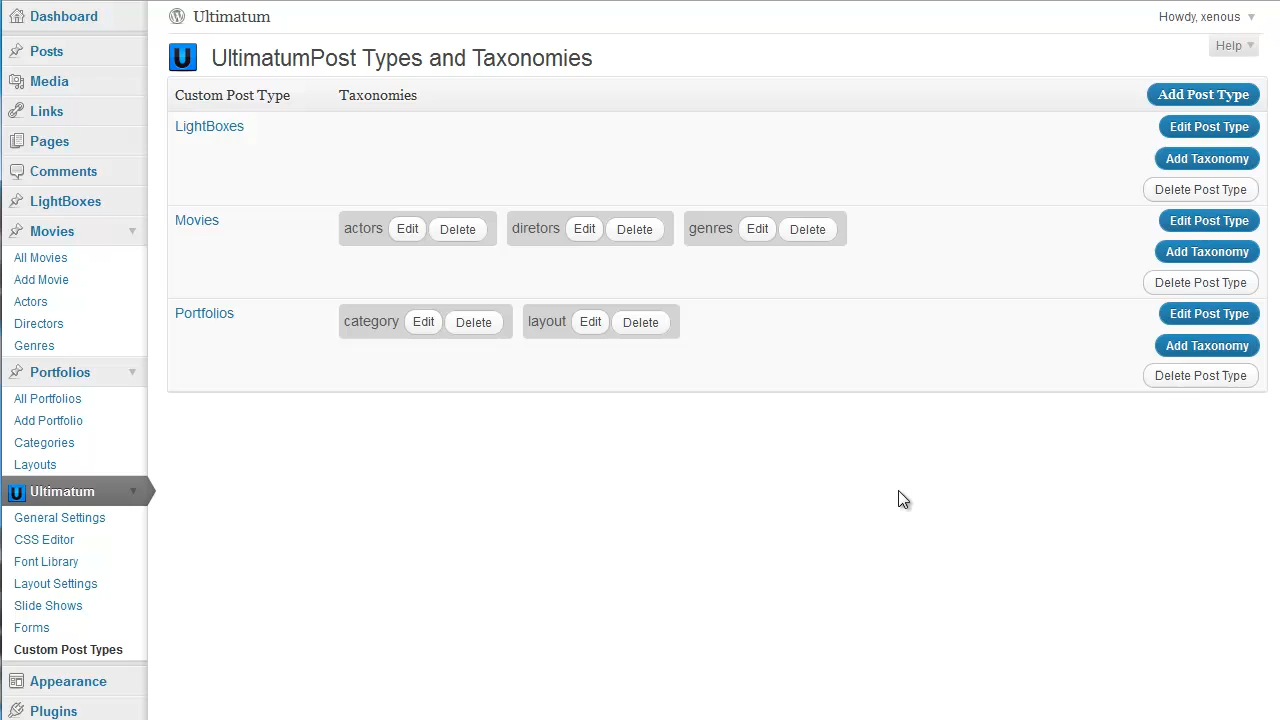 Dashboard
Posts
Media
Links
Pages
Comments
LightBoxes
Movies
All Movies
Add Movie
Actors
Directors
Genres
Portfolios
All Portfolios
Add Portfolio
Categories
Layouts
Ultimatum
General Settings
CSS Editor
Font Library
Layout Settings
Slide Shows
Forms
Custom Post Types
Appearance
Plugins
Ultimatum
Howdy, xenous
Help
UltimatumPost Types and Taxonomies
Custom Post Type Taxonomies Add Post Type
LightBoxes Edit Post Type
Add Taxonomy
Delete Post Type
Movies actors Edit Delete diretors Edit Delete genres Edit Delete Edit Post Type
Add Taxonomy
Delete Post Type
Portfolios category Edit Delete layout Edit Delete Edit Post Type
Add Taxonomy
Delete Post Type